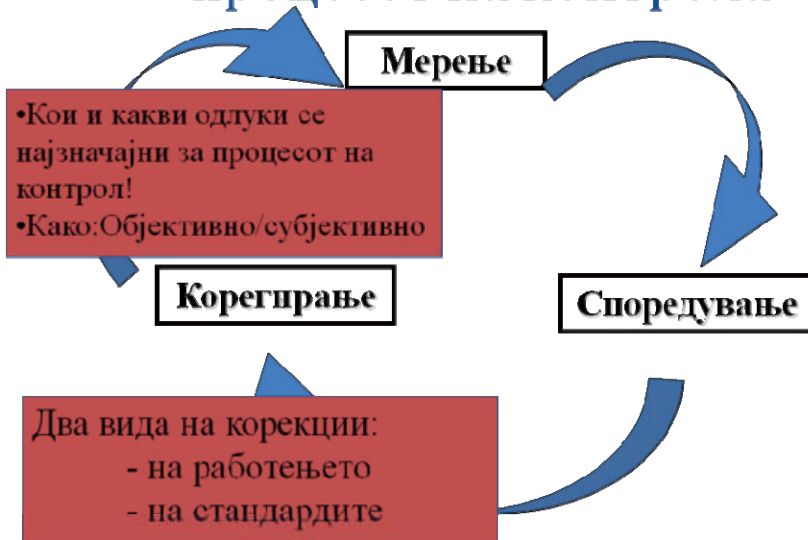 Мерење
•Кои и какви одлуки се
најзначајни за процесот на
контрол!
•Како:Објективно/субјективно
Корегирање
Споредување
Два вида на корекции:
- на работењето
- на стандардите